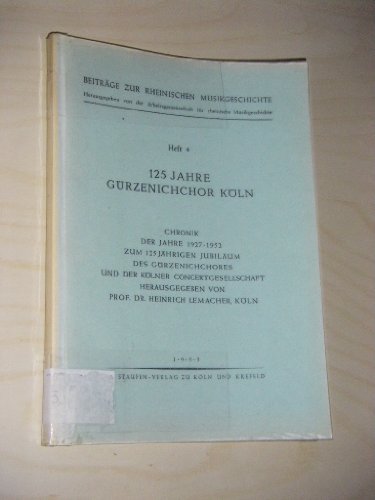 BEITRÄGE ZUR RHEINISCHEN MUSIKGESCHICHTE
Herausgegeben von der Arbeitsgemeinschaft für rheinische Musikgeschichte
Heft 4
125 JAHRE
GÜRZENICHCHOR KÖLN
CHRONIK
DER JAHRE 1927-1952
ZUM 125 JÄHRIGEN JUBILÄUM
DES GÜRZENICHCHORES
UND DER KÖLNER CONCERTGESELLSCHAFT
HERAUSGEGEBEN VON
PROF. DR. HEINRICH LEMACHER, KÖLN
STAUFEN-VERLAG ZU KÖLN UND KREFELD